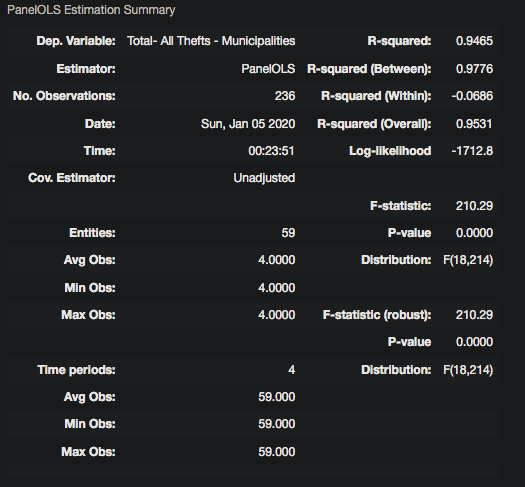 PanelOLS Estimation Summary
Dep. Variable: Total- All Thefts - Municipalities R-squared: 0.9465
Estimator: PanelOLS R-squared (Between): 0.9776
No. Observations: 236 R-squared (Within): -0.0686
Date: Sun, Jan 05 2020 R-squared (Overall): 0.9531
Time: 00:23:51 Log-likelihood -1712.8
Cov. Estimator: Unadjusted
F-statistic: 210.29
Entities: 59 P-value 0.0000
Avg Obs: 4.0000 Distribution: F(18,214)
Min Obs: 4.0000
Max Obs: 4.0000 F-statistic (robust): 210.29
P-value 0.0000
Time periods: 4 Distribution: F(18,214)
Avg Obs: 59.000
Min Obs: 59.000
Max Obs: 59.000